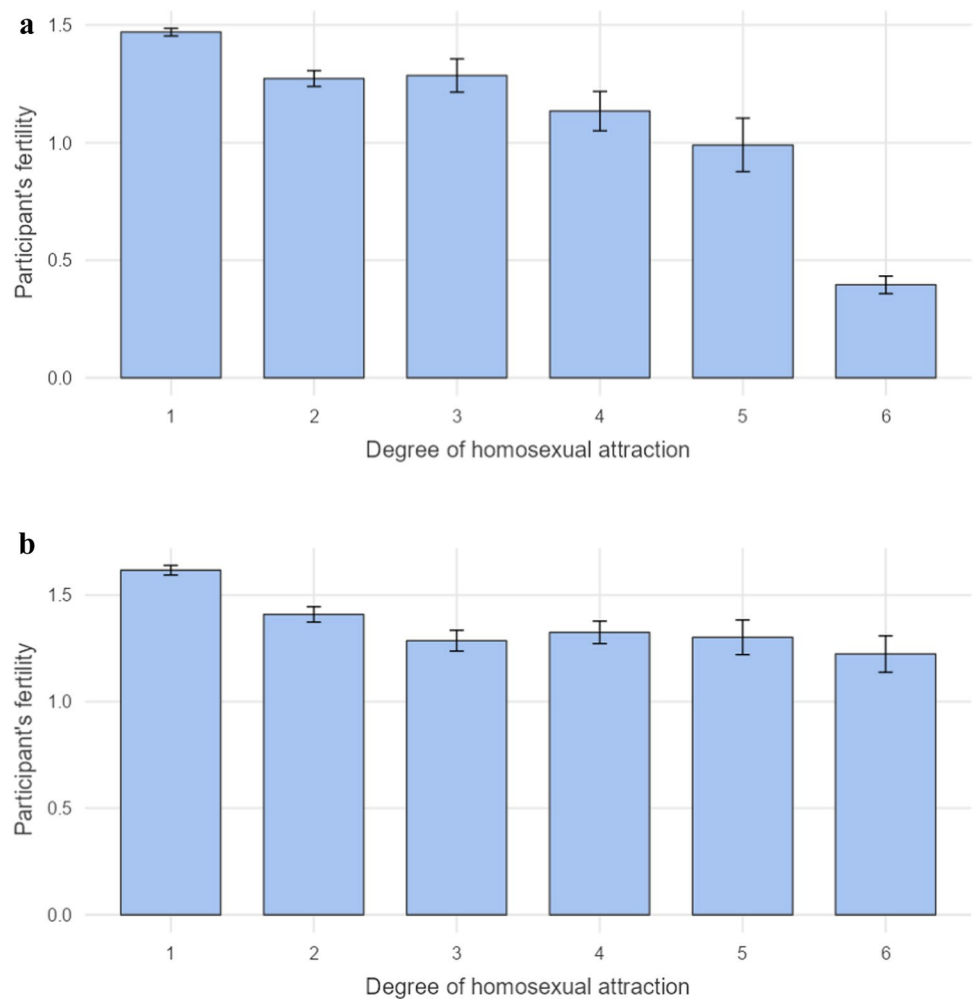 a
1.5
1.0
0.5
0.0
Participant's fertility
1 2 3 4 5 6
Degree of homosexual attraction
b
1.5
1.0
0.5
0.0
Participant's fertility
1 2 3 4 5 6
Degree of homosexual attraction